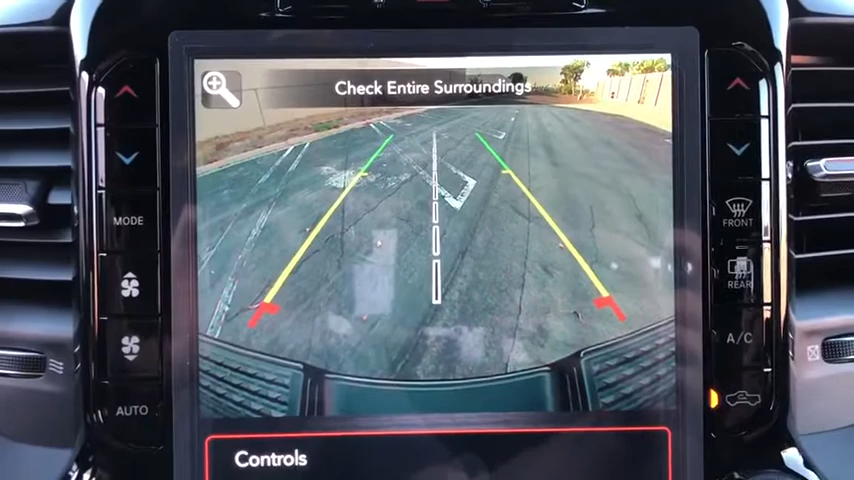 Check Entire Surroundings
MODE
FRONT
REAR
A/C
AUTO
Controls